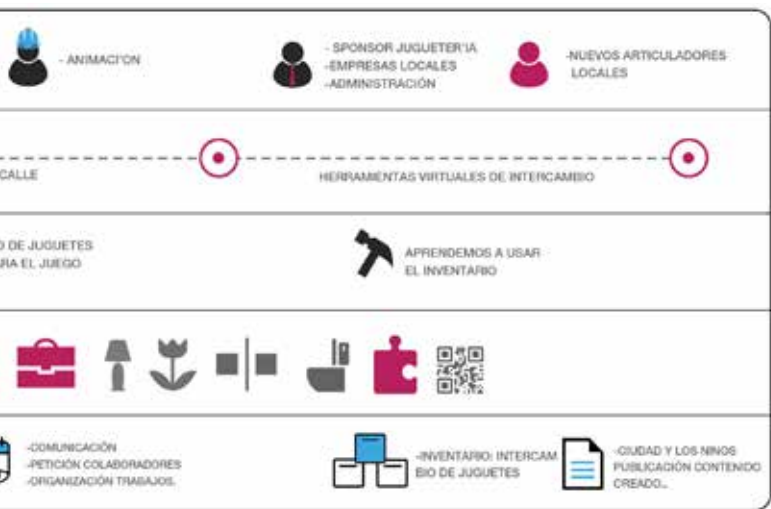 - ANIMACI'ON
- SPONSOR JUGUETER'IA
-EMPRESAS LOCALES
-ADMINISTRACIÓN
-NUEVOS ARTICULADORES
LOCALES
CALLE
HERRAMIENTAS VIRTUALES DE INTERCAMBIO
O DE JUGUETES
ARA EL JUEGO
APRENDEMOS A USAR
EL INVENTARIO
-COMUNICACIÓN
-PETICIÓN COLABORADORES
-ORGANIZACIÓN TRABAJOS.
-INVENTARIO: INTERCAM
BIO DE JUGUETES
-CIUDAD Y LOS NINOS
PUBLICACIÓN CONTENIDO
CREADO..